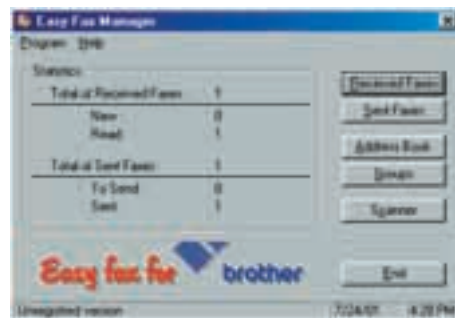 Easy Fax Manager
Program Help
Statistics
Total of Received Faxes 1
New 0
Read 1
Total of Sent Faxes 1
To Send 0
Sent 1
Received Faxes
Sent Faxes
Address Book
Groups
Scanner
Exit
Easy fax for brother
Unregistered version 7/24/01 4:28 PM